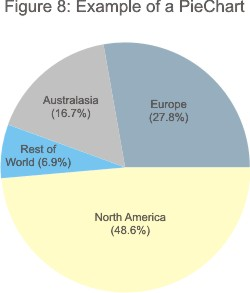 Figure 8: Example of a PieChart
Australasia
(16.7%)
Europe
(27.8%)
Rest of
World (6.9%)
North America
(48.6%)